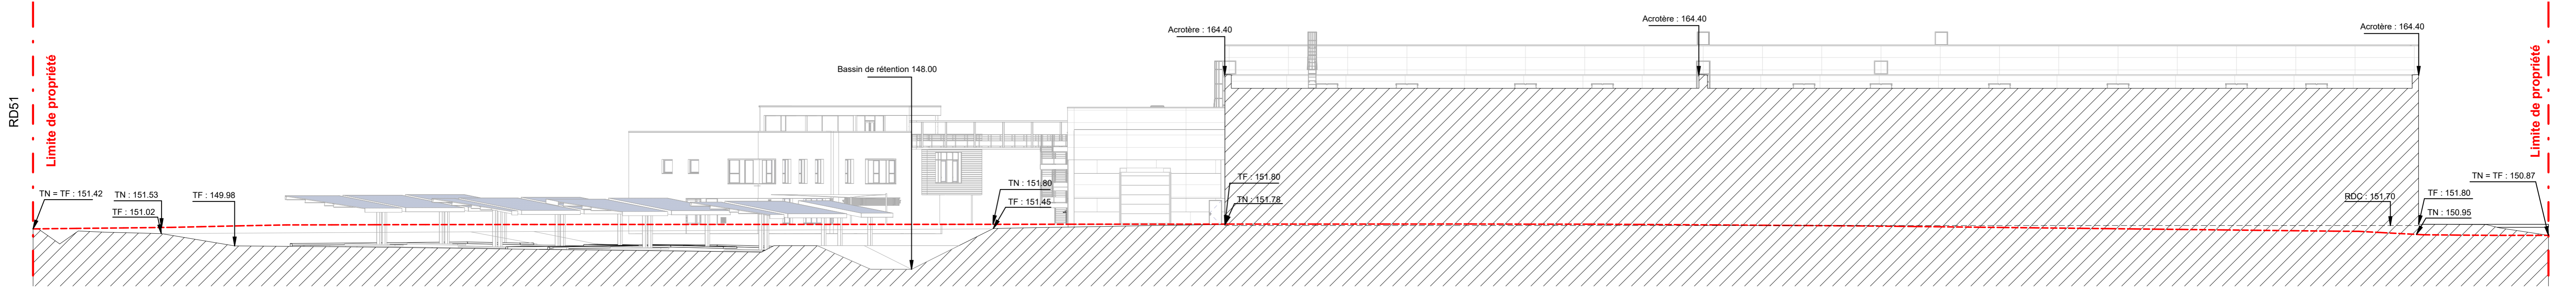 RD51
Limite de propriété
TN = TF : 151.42
TN : 151.53
TF : 151.02
TF : 149.98
Bassin de rétention 148.00
TN : 151.80
TF : 151.45
Acrotère : 164.40
TF : 151.80
TN : 151.78
Acrotère : 164.40
Acrotère : 164.40
RDC : 151.70
TF : 151.80
TN : 150.95
TN = TF : 150.87
Limite de propriété